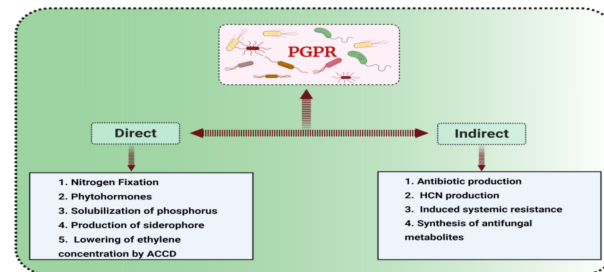 PGPR
Direct
Indirect
1. Nitrogen Fixation
2. Phytohormones
3. Solubilization of phosphorus
4. Production of siderophore
5. Lowering of ethylene
concentration by ACCD
1. Antibiotic production
2. HCN production
3. Induced systemic resistance
4. Synthesis of antifungal
metabolites